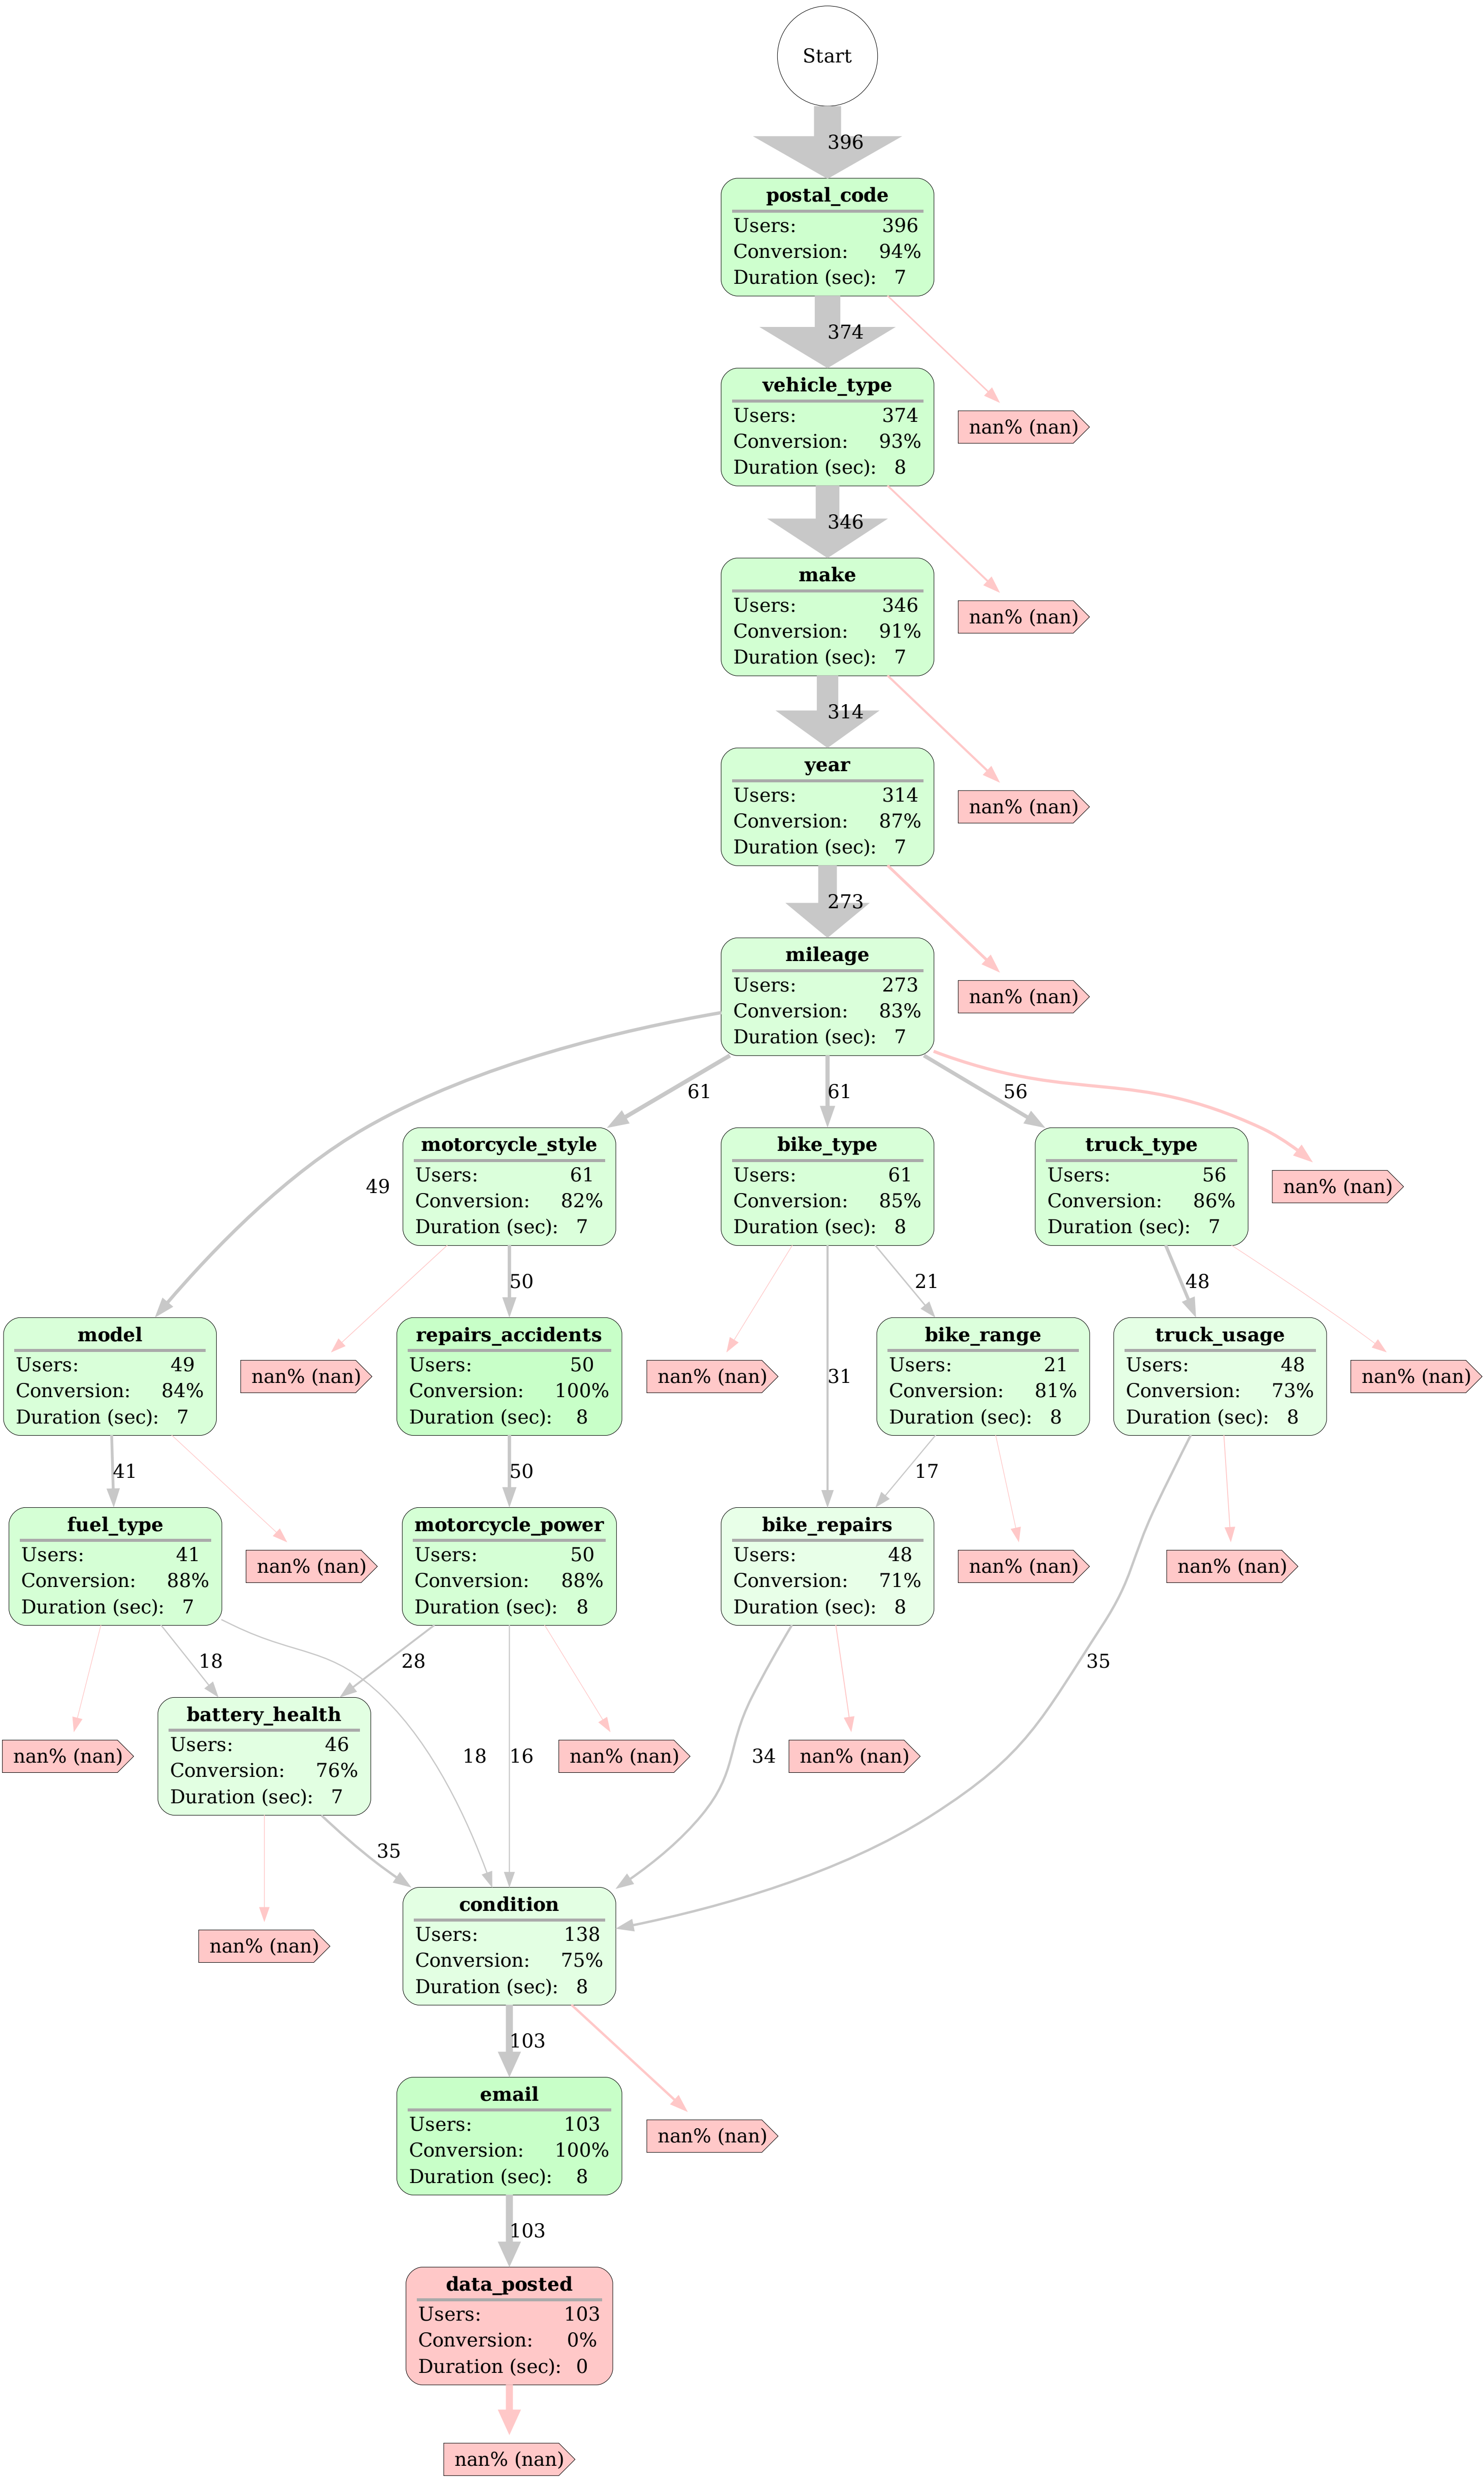 Start
396
postal_code
Users: 396
Conversion: 94%
Duration (sec): 7
374
vehicle_type
Users: 374
Conversion: 93%
Duration (sec): 8
nan% (nan)
346
make
Users: 346
Conversion: 91%
Duration (sec): 7
nan% (nan)
314
year
Users: 314
Conversion: 87%
Duration (sec): 7
nan% (nan)
273
mileage
Users: 273
Conversion: 83%
Duration (sec): 7
nan% (nan)
49
61
61
56
motorcycle_style
Users: 61
Conversion: 82%
Duration (sec): 7
bike_type
Users: 61
Conversion: 85%
Duration (sec): 8
truck_type
Users: 56
Conversion: 86%
Duration (sec): 7
nan% (nan)
50
21
48
model
Users: 49
Conversion: 84%
Duration (sec): 7
nan% (nan)
repairs_accidents
Users: 50
Conversion: 100%
Duration (sec): 8
nan% (nan)
31
bike_range
Users: 21
Conversion: 81%
Duration (sec): 8
truck_usage
Users: 48
Conversion: 73%
Duration (sec): 8
nan% (nan)
41
50
17
fuel_type
Users: 41
Conversion: 88%
Duration (sec): 7
nan% (nan)
motorcycle_power
Users: 50
Conversion: 88%
Duration (sec): 8
bike_repairs
Users: 48
Conversion: 71%
Duration (sec): 8
nan% (nan)
nan% (nan)
18
28
35
nan% (nan)
battery_health
Users: 46
Conversion: 76%
Duration (sec): 7
18
16
nan% (nan)
34
nan% (nan)
35
nan% (nan)
condition
Users: 138
Conversion: 75%
Duration (sec): 8
103
email
Users: 103
Conversion: 100%
Duration (sec): 8
nan% (nan)
103
data_posted
Users: 103
Conversion: 0%
Duration (sec): 0
nan% (nan)